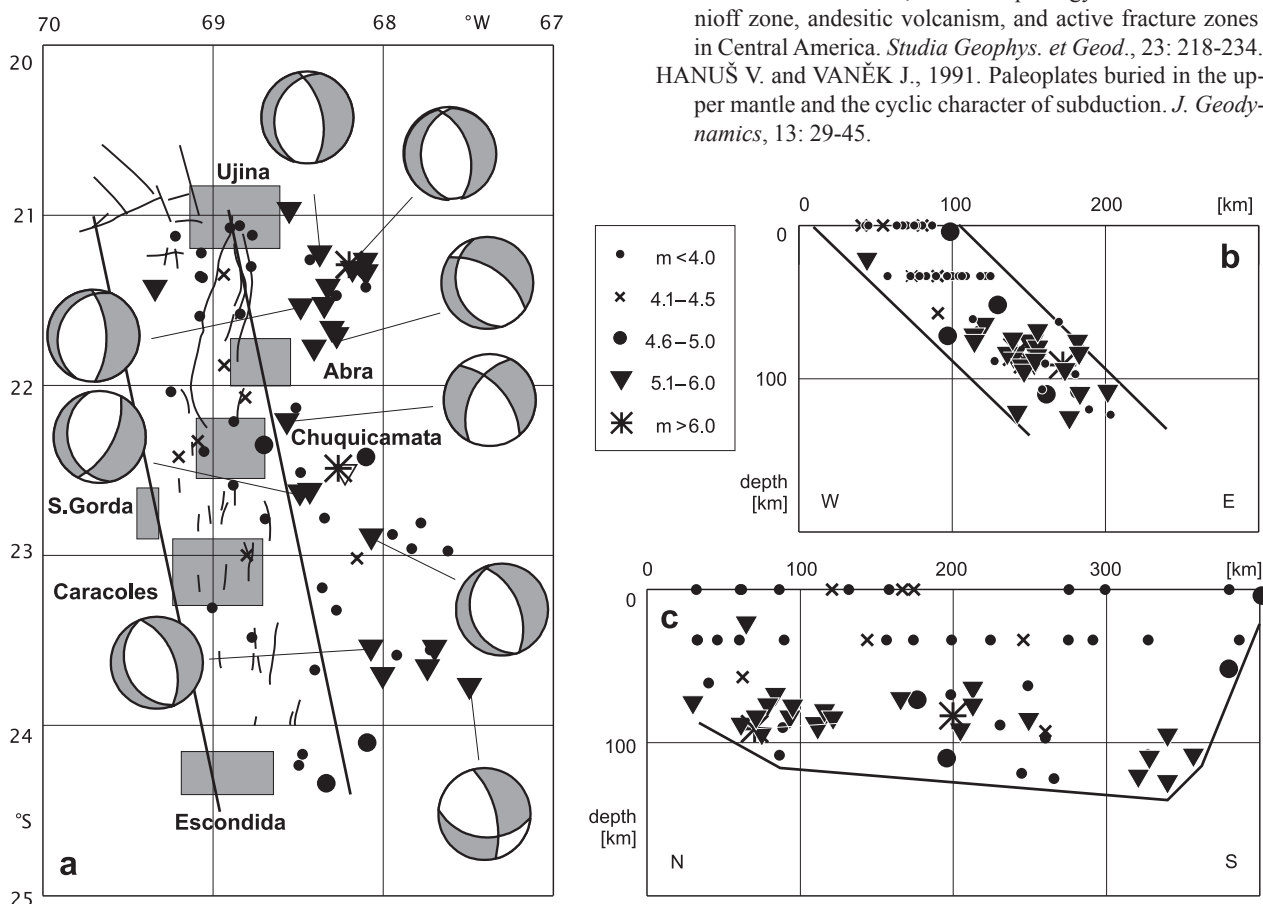 nioff zone, andesitic volcanism, and active fracture zones
in Central America. Studia Geophys. et Geod., 23: 218-234.
HANUŠ V. and VANĚK J., 1991. Paleoplates buried in the up-
per mantle and the cyclic character of subduction. J. Geody-
namics, 13: 29-45.
70 69 68 °W 67
20
21
22
23
24
°S
25
Ujina
Abra
Chuquicamata
S.Gorda
Caracoles
Escondida
a
m <4.0
4.1–4.5
4.6–5.0
5.1–6.0
m >6.0
0 100 200 [km]
0
b
100
depth
[km]
W E
0 100 200 300 [km]
0
c
100
depth
[km]
N S